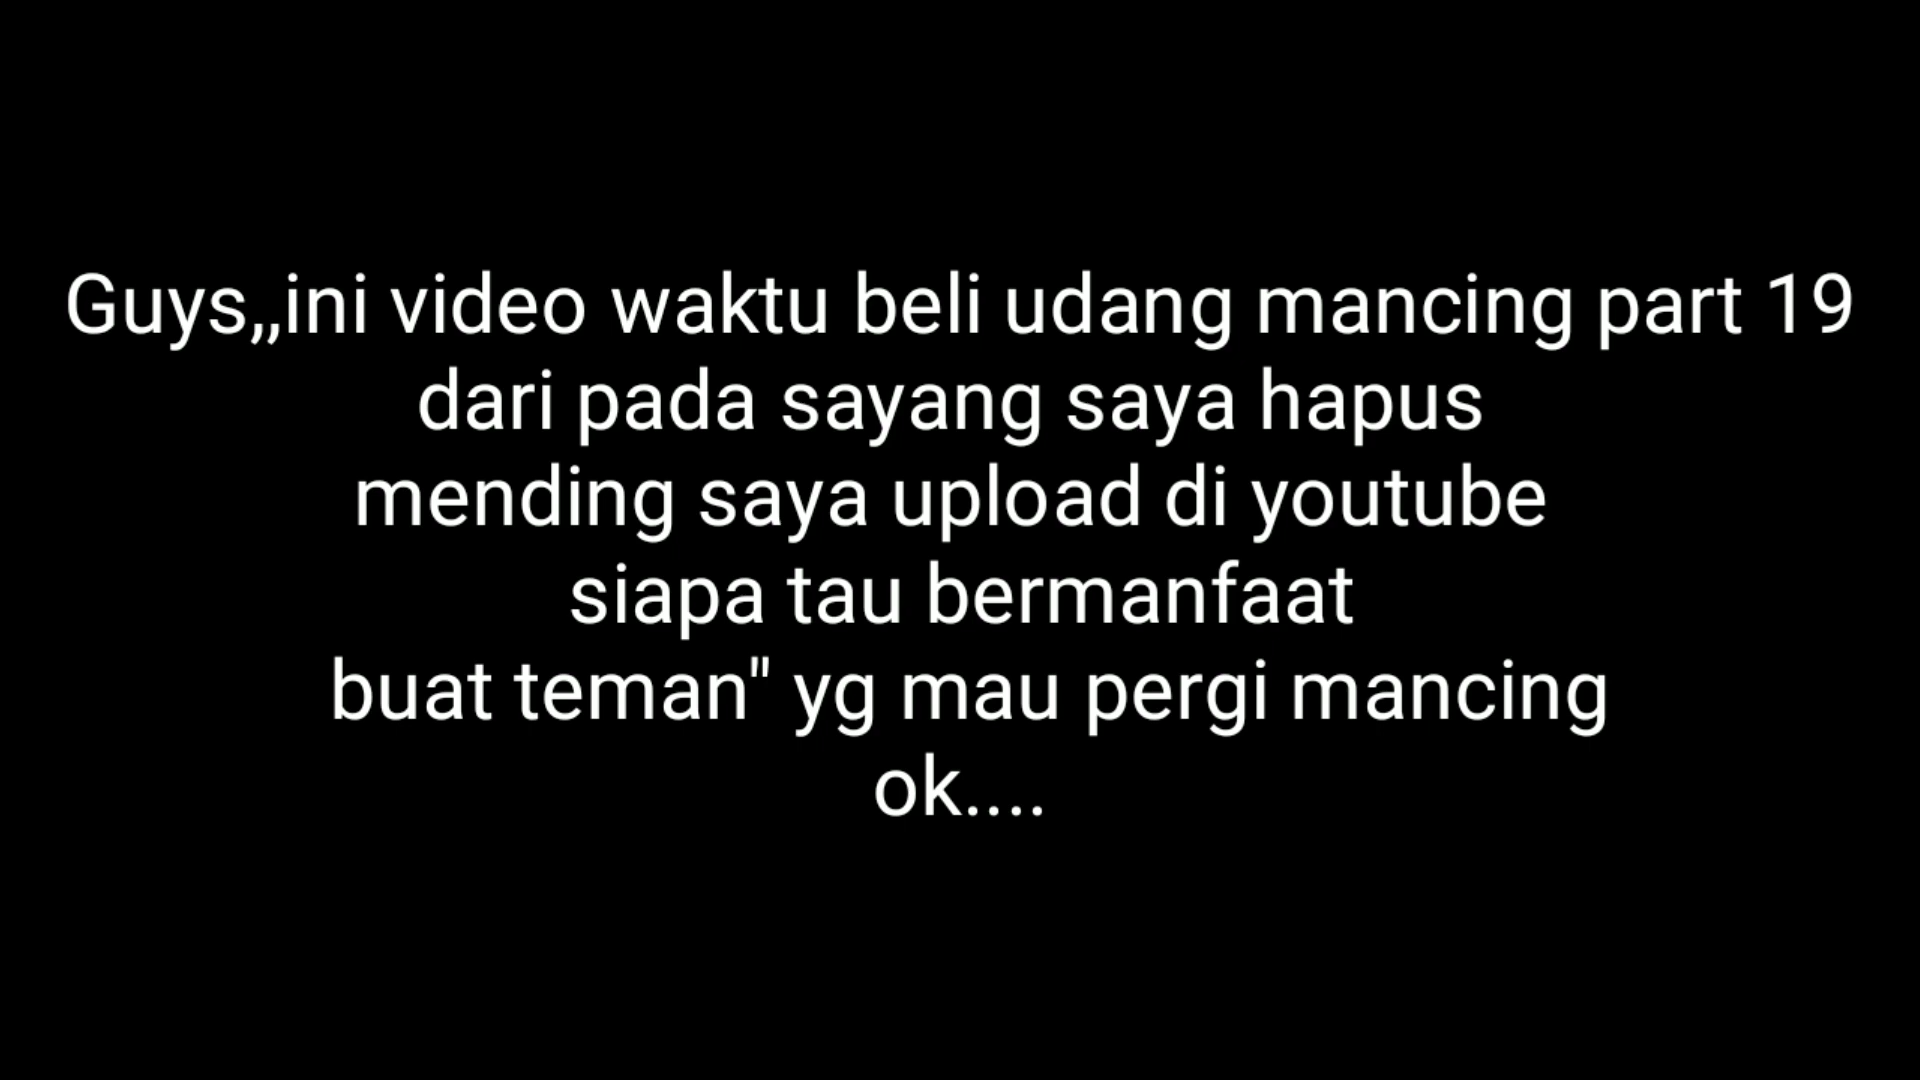 Guys,,ini video waktu beli udang mancing part 19
dari pada sayang saya hapus
mending saya upload di youtube
siapa tau bermanfaat
buat teman" yg mau pergi mancing
ok....